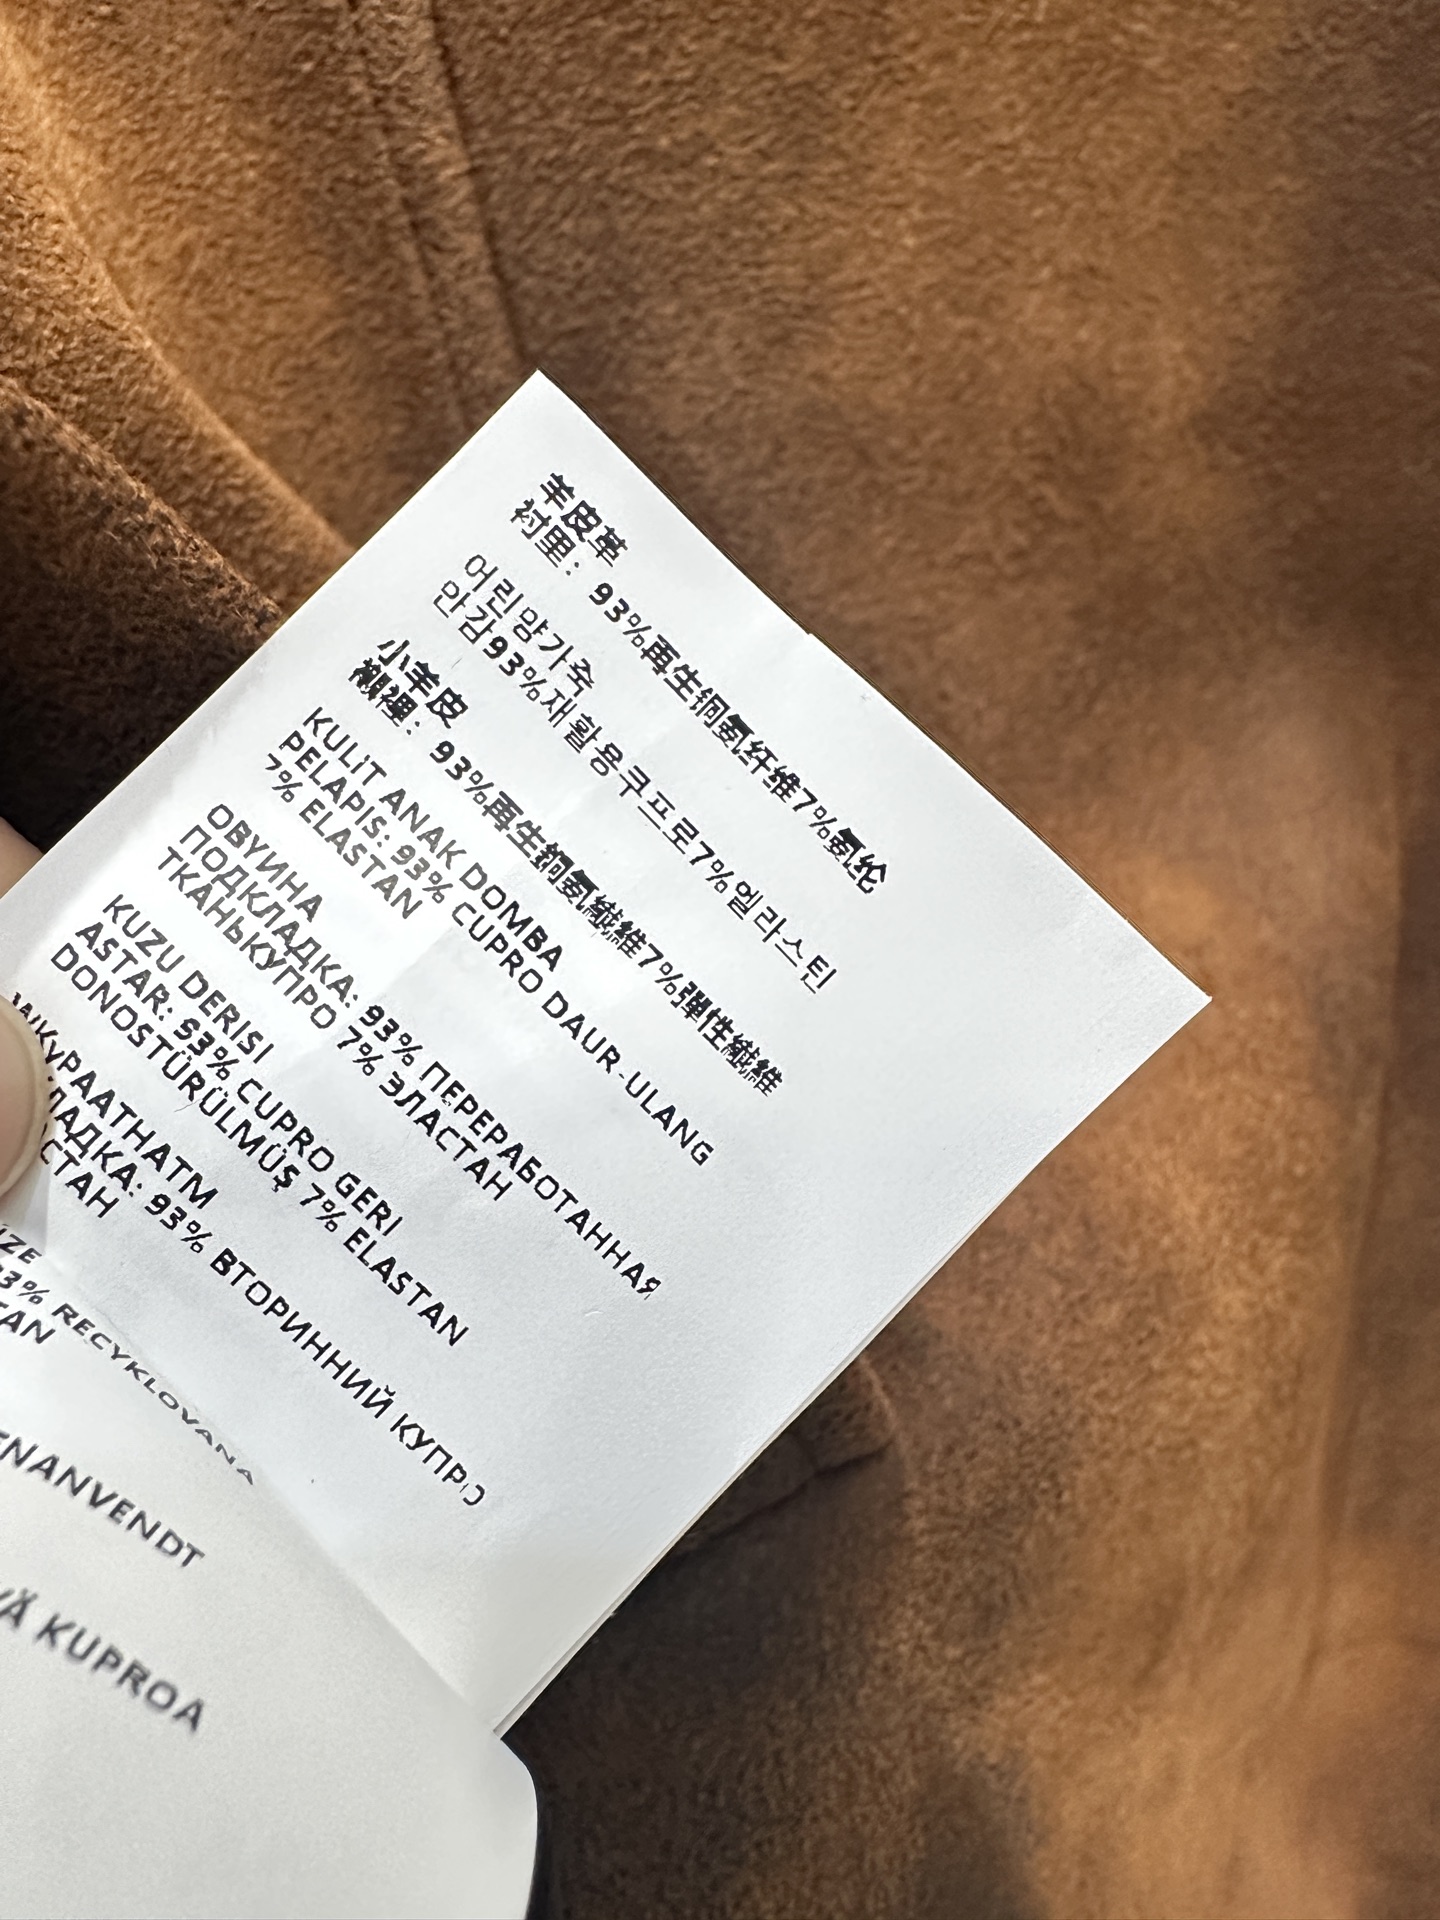 羊皮革
衬里：93%再生铜氨纤维7%氨纶
어린양가죽
안감93%재활용쿠프로7%엘라스틴
小羊皮
襯裡：93%再生銅氨纖維7%彈性纖維
KULIT ANAK DOMBA
PELAPIS: 93% CUPRO DAUR-ULANG
7% ELASTAN
ОВYИНА
ПОДКЛАДКА: 93% ПЕРЕРАБОТАННАЯ
ТКАНЬКУПРО 7% ЭЛАСТАН
KUZU DERISI
ASTAR: 93% CUPRO GERI
DONOSTÜRÜLMÜŞ 7% ELASTAN
93% ВТОРИННИЙ КУПРО
93% RECYKLOVANA
KUPROA